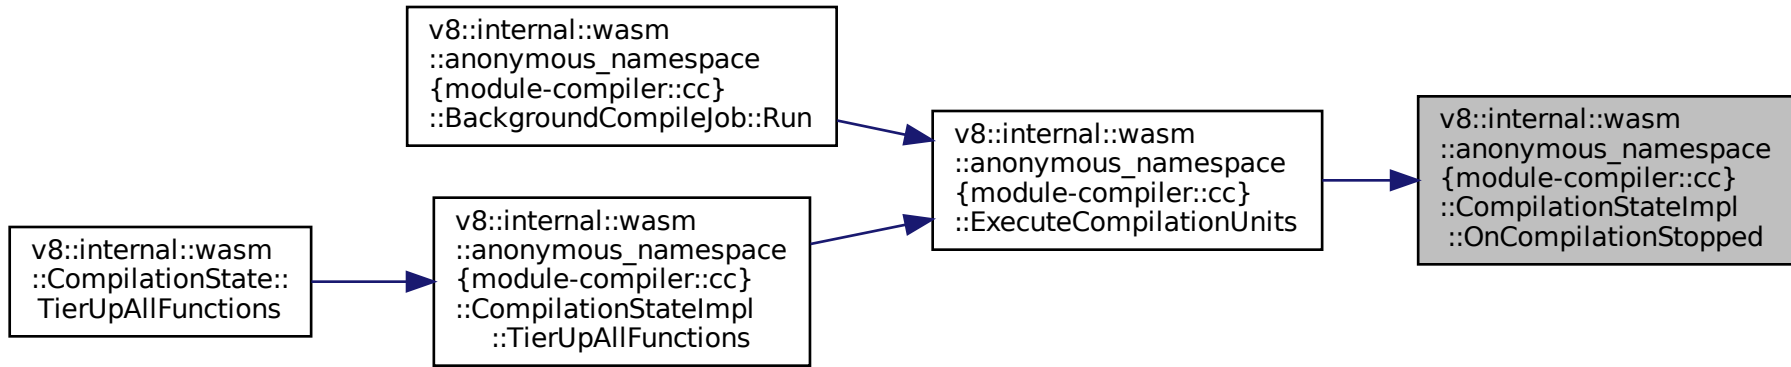 v8::internal::wasm
::anonymous_namespace
{module-compiler::cc}
::BackgroundCompileJob::Run
v8::internal::wasm
::CompilationState::
TierUpAllFunctions
v8::internal::wasm
::anonymous_namespace
{module-compiler::cc}
::CompilationStateImpl
::TierUpAllFunctions
v8::internal::wasm
::anonymous_namespace
{module-compiler::cc}
::ExecuteCompilationUnits
v8::internal::wasm
::anonymous_namespace
{module-compiler::cc}
::CompilationStateImpl
::OnCompilationStopped